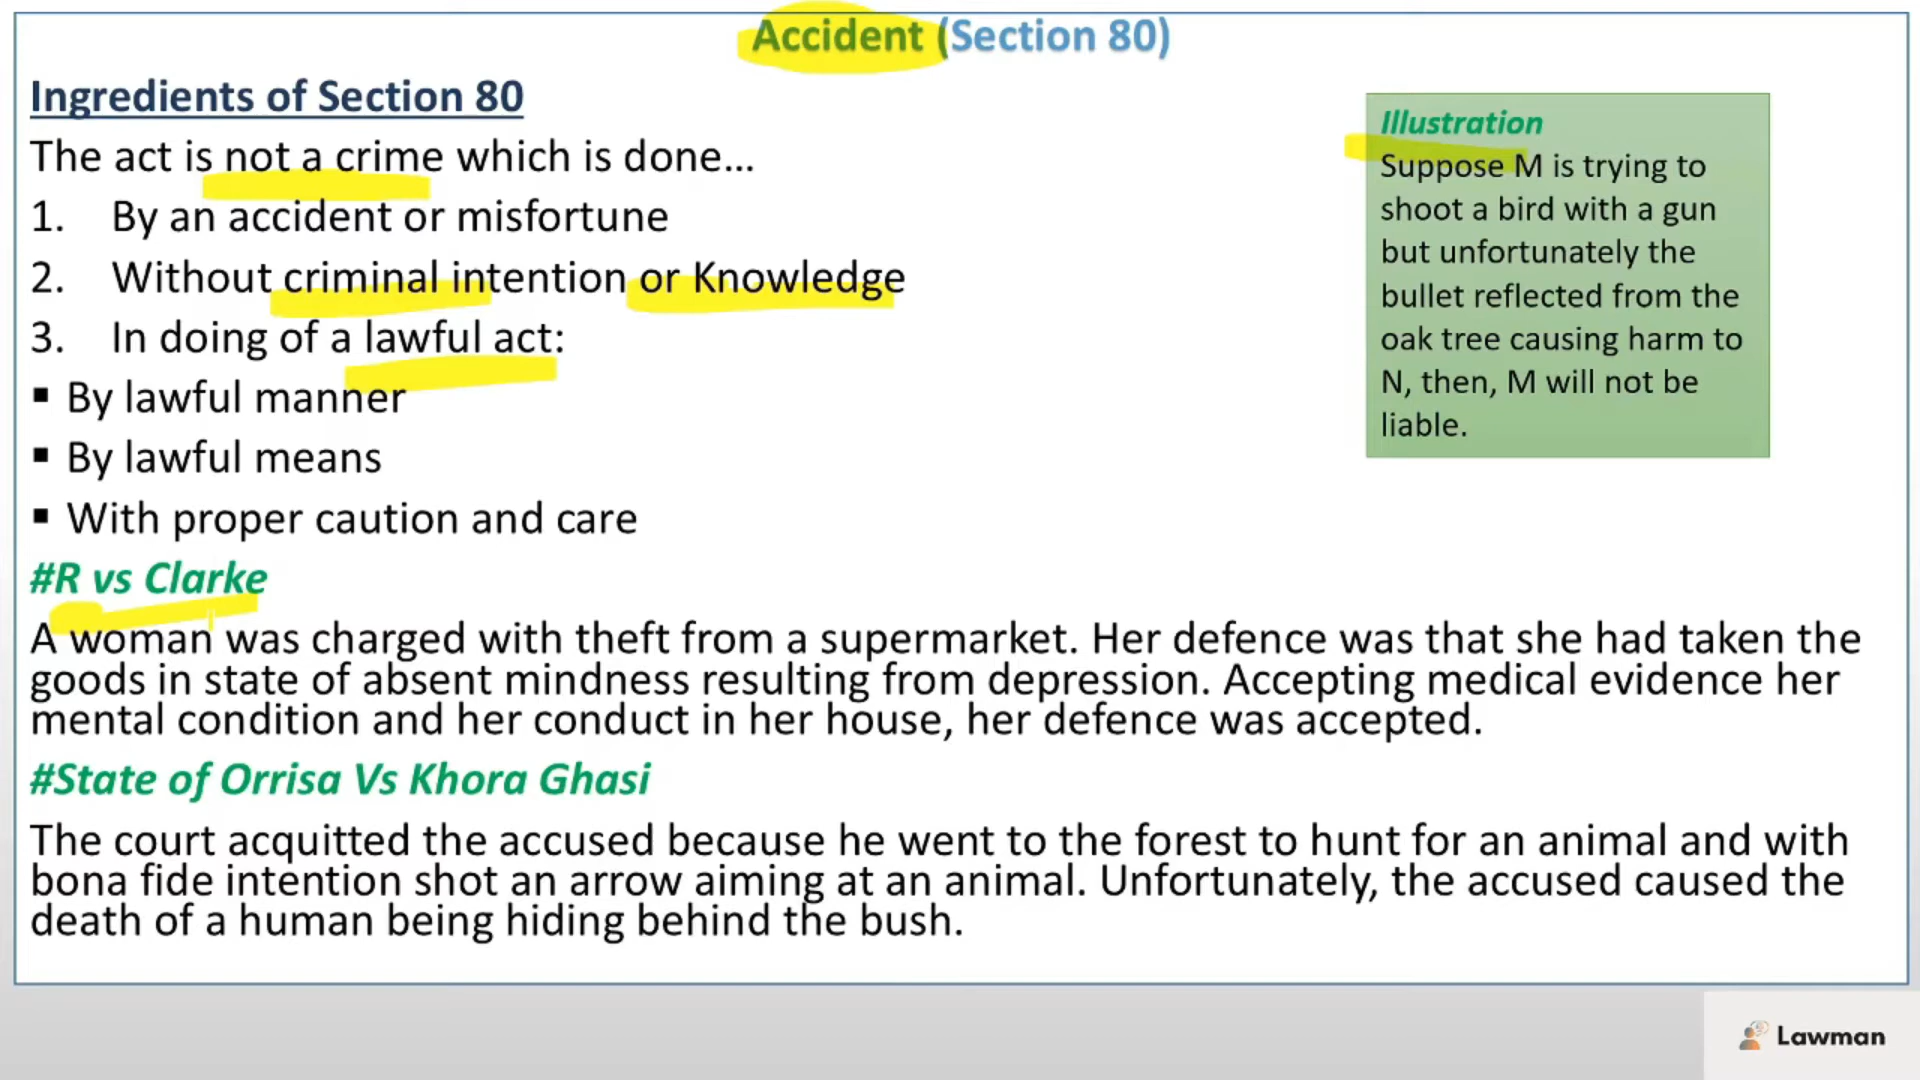 Accident (Section 80)
Ingredients of Section 80
The act is not a crime which is done...
1. By an accident or misfortune
2. Without criminal intention or Knowledge
3. In doing of a lawful act:
▪ By lawful manner
▪ By lawful means
▪ With proper caution and care
#R vs Clarke
A woman was charged with theft from a supermarket. Her defence was that she had taken the
goods in state of absent mindness resulting from depression. Accepting medical evidence her
mental condition and her conduct in her house, her defence was accepted.
#State of Orrisa Vs Khora Ghasi
The court acquitted the accused because he went to the forest to hunt for an animal and with
bona fide intention shot an arrow aiming at an animal. Unfortunately, the accused caused the
death of a human being hiding behind the bush.
Illustration
Suppose M is trying to
shoot a bird with a gun
but unfortunately the
bullet reflected from the
oak tree causing harm to
N, then, M will not be
liable.
Lawman